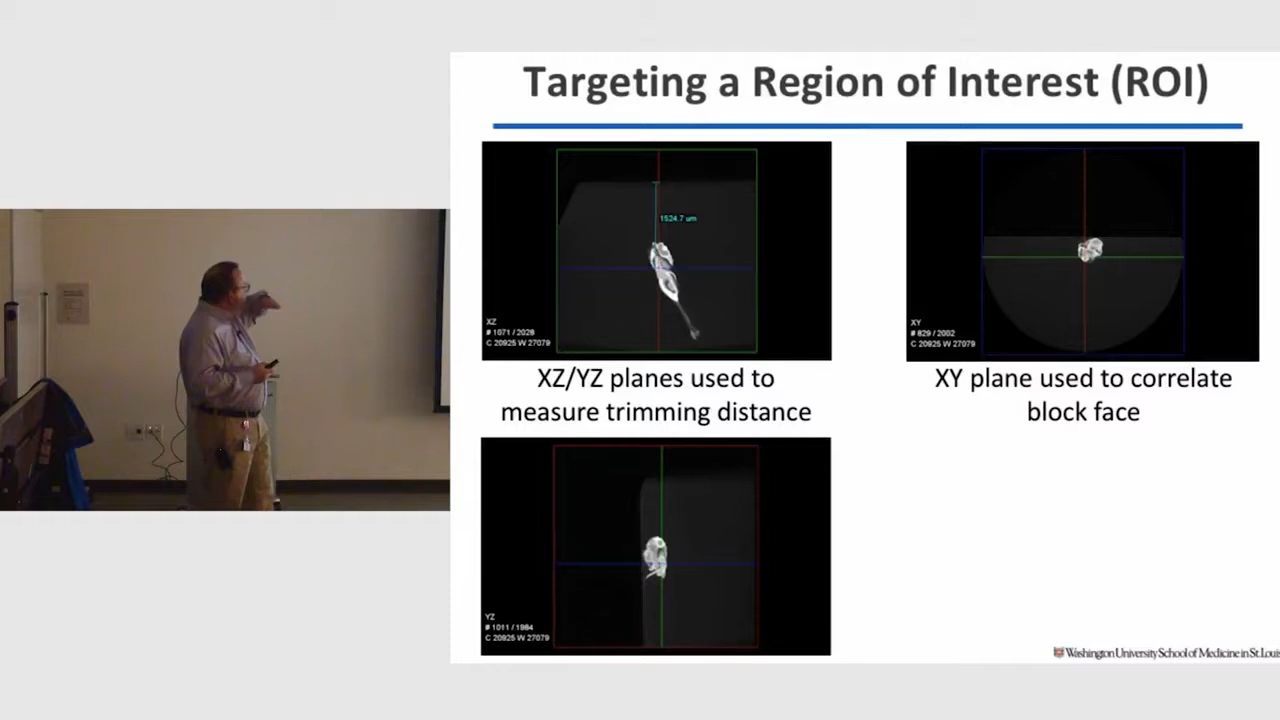 Targeting a Region of Interest (ROI)
1524.7 um
XZ
# 1071 / 2028
C 20925 W 27079
XY
# 829 / 2002
C 20925 W 27079
XZ/YZ planes used to
measure trimming distance
XY plane used to correlate
block face
YZ
# 1011 / 1984
C 20925 W 27079
Washington University School of Medicine in St. Louis